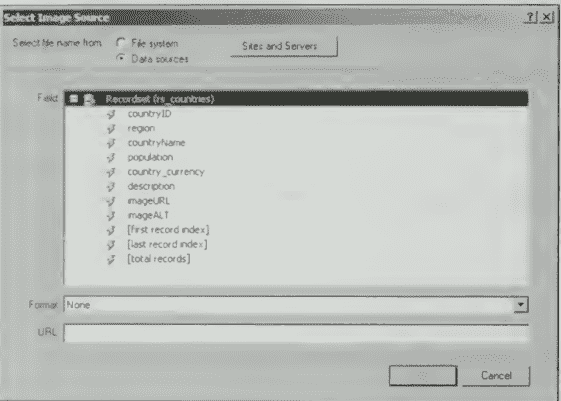 Select Image Source
Select file name from: File system Sites and Servers
Data sources
Field: Recordset (rs_countries)
countryID
region
countryName
population
country_currency
description
imageURL
imageALT
[first record index]
[last record index]
[total records]
Format: None
URL:
Cancel